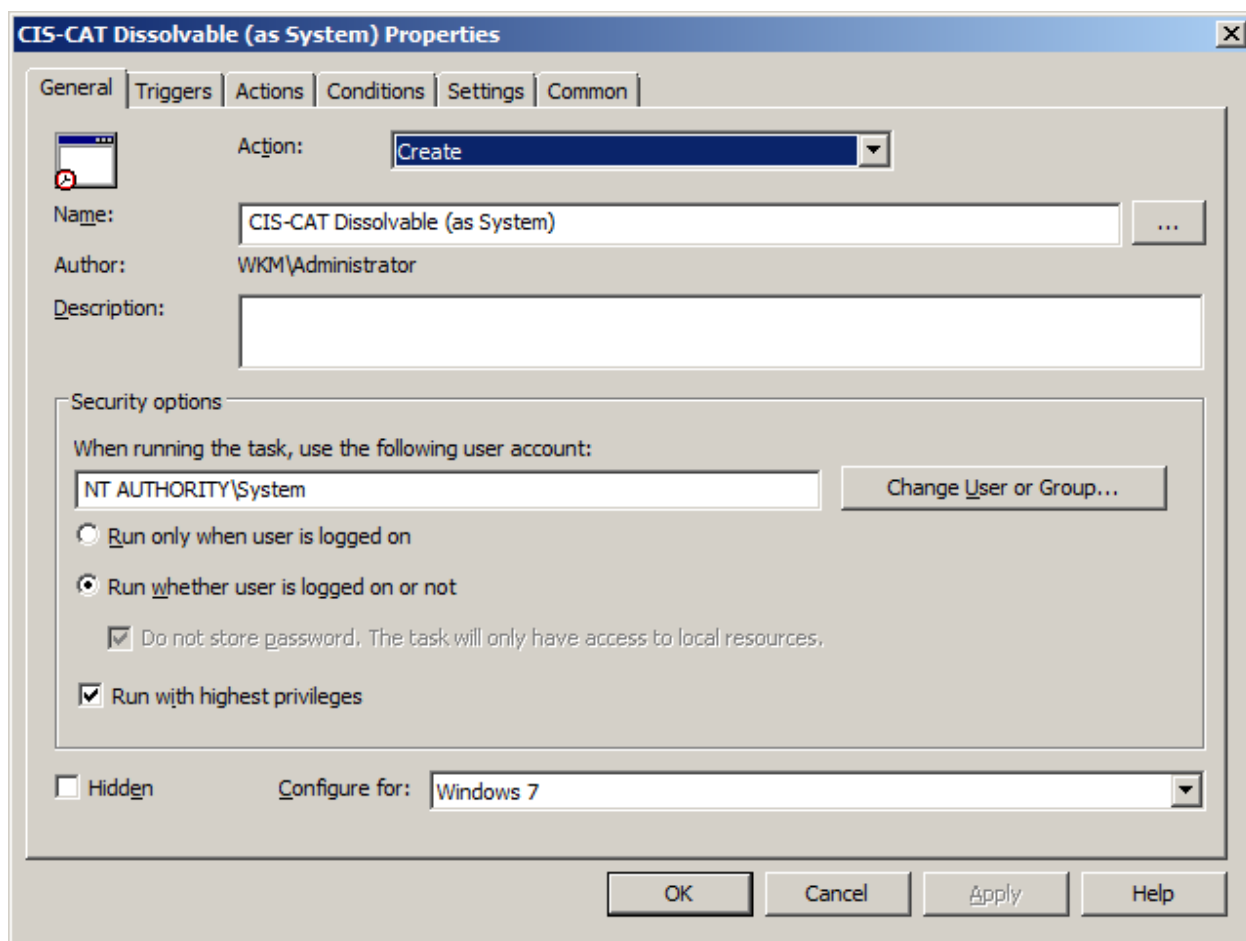 CIS-CAT Dissolvable (as System) Properties
General Triggers Actions Conditions Settings Common
Action: Create
Name: CIS-CAT Dissolvable (as System) ...
Author: WKM\Administrator
Description:
Security options
When running the task, use the following user account:
NT AUTHORITY\System Change User or Group...
Run only when user is logged on
Run whether user is logged on or not
Do not store password. The task will only have access to local resources.
Run with highest privileges
Hidden Configure for: Windows 7
OK Cancel Apply Help